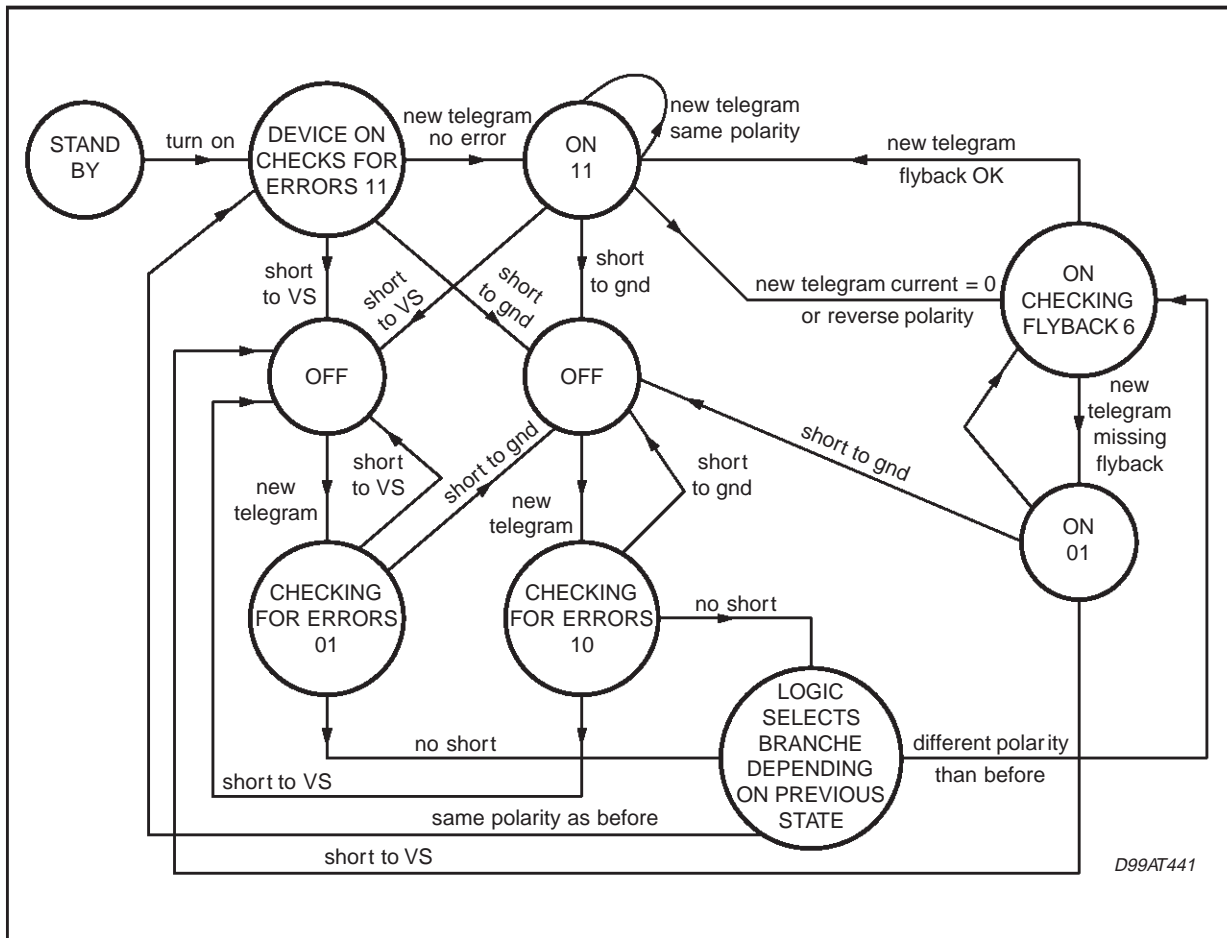 STAND
BY
turn on
DEVICE ON
CHECKS FOR
ERRORS 11
new telegram
no error
ON
11
new telegram
same polarity
new telegram
flyback OK
short
to VS
short
to VS
short
to gnd
short
to gnd
new telegram current = 0
or reverse polarity
ON
CHECKING
FLYBACK 6
OFF
OFF
new
telegram
missing
flyback
new
telegram
short
to VS
short to gnd
new
telegram
short
to gnd
short to gnd
ON
01
CHECKING
FOR ERRORS
01
CHECKING
FOR ERRORS
10
no short
LOGIC
SELECTS
BRANCHE
DEPENDING
ON PREVIOUS
STATE
no short
different polarity
than before
short to VS
same polarity as before
short to VS
D99AT441